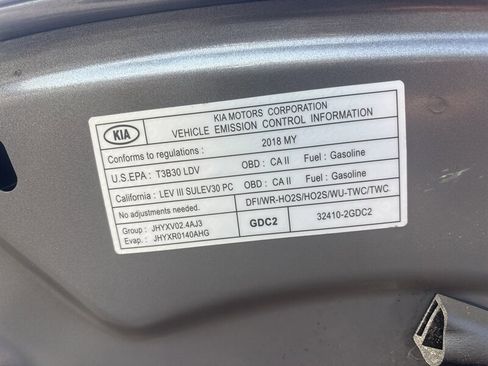 KIA
KIA MOTORS CORPORATION
VEHICLE EMISSION CONTROL INFORMATION
Conforms to regulations : 2018 MY
U.S.EPA : T3B30 LDV OBD : CA II Fuel : Gasoline
California : LEV III SULEV30 PC OBD : CA II Fuel : Gasoline
No adjustments needed. DFI/WR-HO2S/HO2S/WU-TWC/TWC
Group : JHYXV02.4AJ3
Evap. : JHYXR0140AHG
GDC2 32410-2GDC2